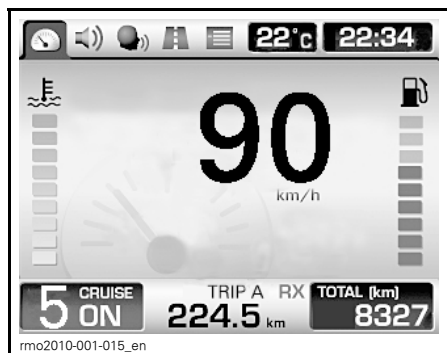 22°c 22:34
90
km/h
5 CRUISE ON
TRIP A RX
224.5 km
TOTAL (km)
8327
rmo2010-001-015_en